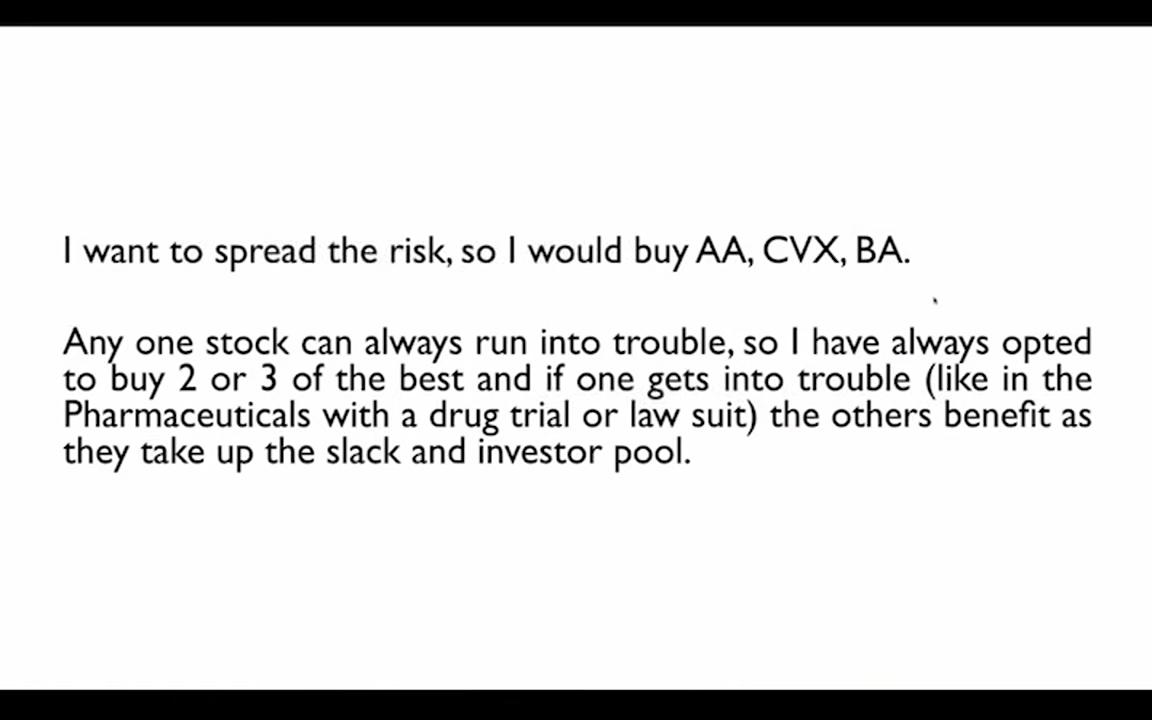 I want to spread the risk, so I would buy AA, CVX, BA.
Any one stock can always run into trouble, so I have always opted
to buy 2 or 3 of the best and if one gets into trouble (like in the
Pharmaceuticals with a drug trial or law suit) the others benefit as
they take up the slack and investor pool.